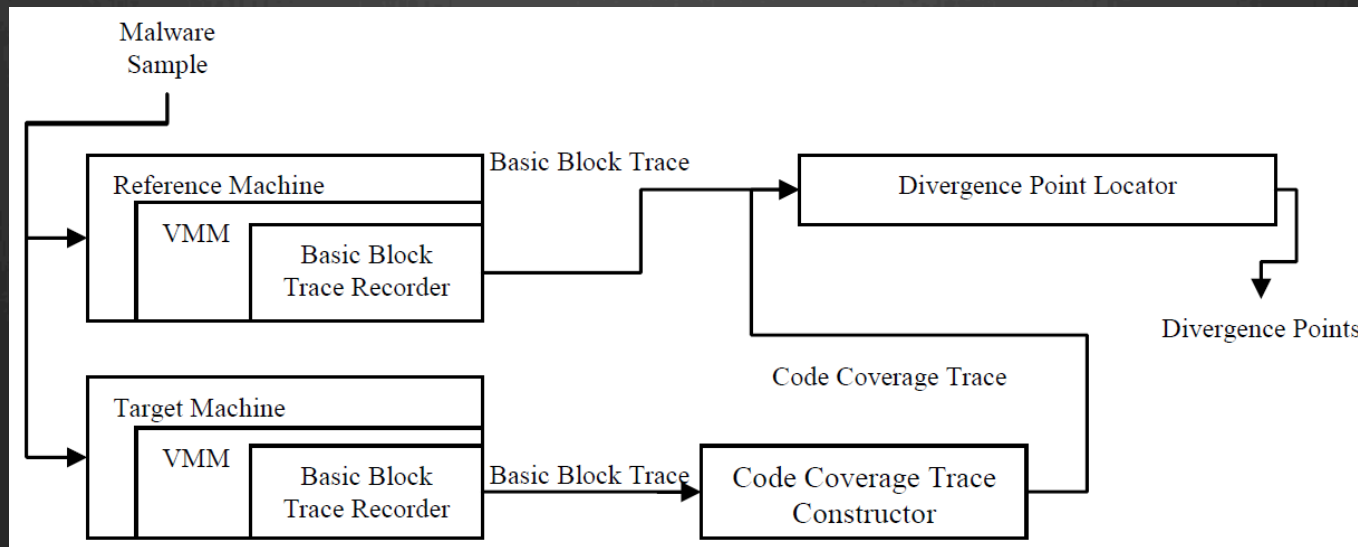 Malware
Sample
Basic Block Trace
Reference Machine
VMM
Basic Block
Trace Recorder
Divergence Point Locator
Divergence Points
Code Coverage Trace
Target Machine
VMM
Basic Block
Trace Recorder
Basic Block Trace
Code Coverage Trace
Constructor